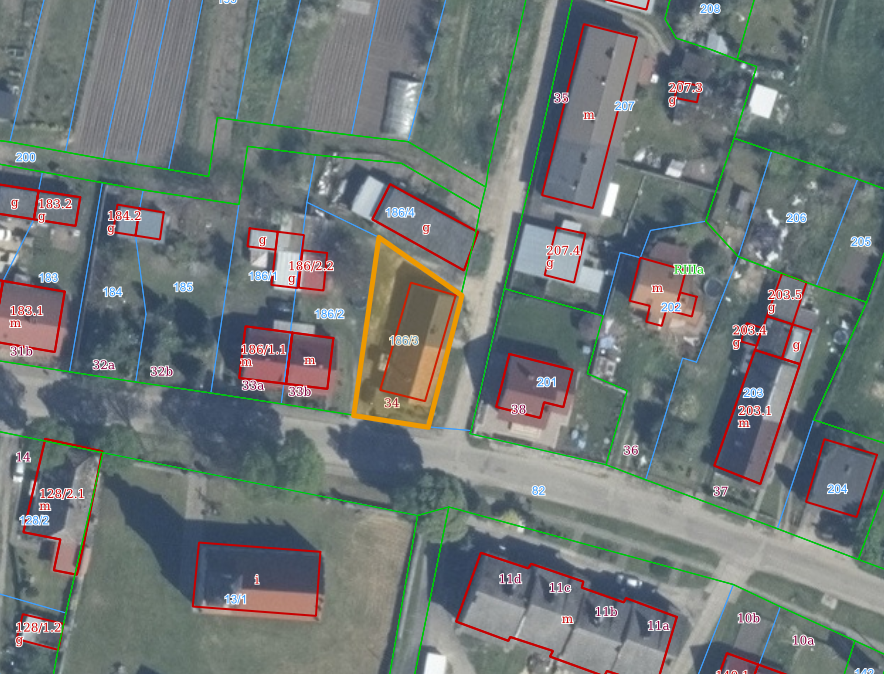 208
207.3
g
35
207
m
200
g
183.2
g
184.2
g
186/4
g
206
205
g
186/1
186/2.2
g
207.4
g
RIIIa
183
184
185
m
202
203.5
g
183.1
m
186/2
203.4
g
g
31b
186/1.1
m
m
186/3
32a
32b
33a
33b
34
201
38
203
203.1
m
14
36
128/2.1
m
128/2
82
37
204
i
13/1
11d
11c
11b
11a
m
128/1.2
g
10b
10a